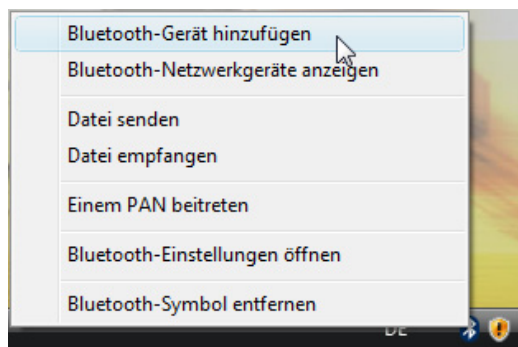 Bluetooth-Gerät hinzufügen
Bluetooth-Netzwerkgeräte anzeigen
Datei senden
Datei empfangen
Einem PAN beitreten
Bluetooth-Einstellungen öffnen
Bluetooth-Symbol entfernen
DE